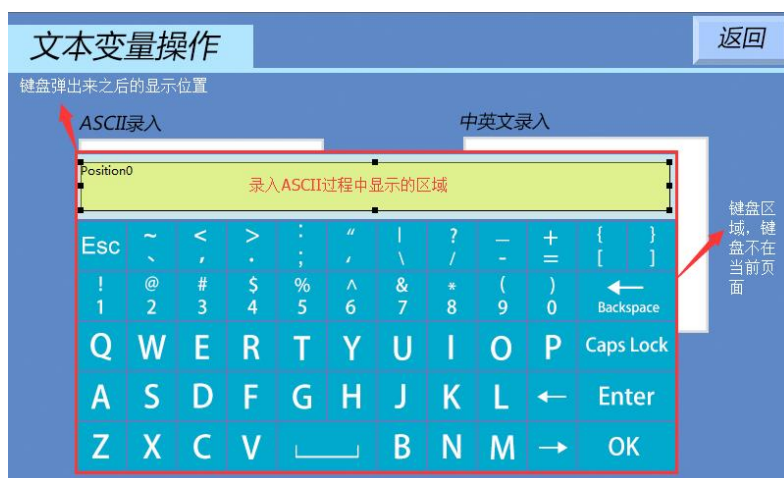 文本变量操作
返回
键盘弹出来之后的显示位置
ASCII录入
中英文录入
Position0
录入ASCII过程中显示的区域
键盘区
域，键
盘不在
当前页
面
Esc ~ < > : " | ? _ + { }
` , . ; ' \ / - = [ ]
! @ # $ % ^ & * ( ) ←
1 2 3 4 5 6 7 8 9 0 Backspace
Q W E R T Y U I O P Caps Lock
A S D F G H J K L ← Enter
Z X C V B N M → OK